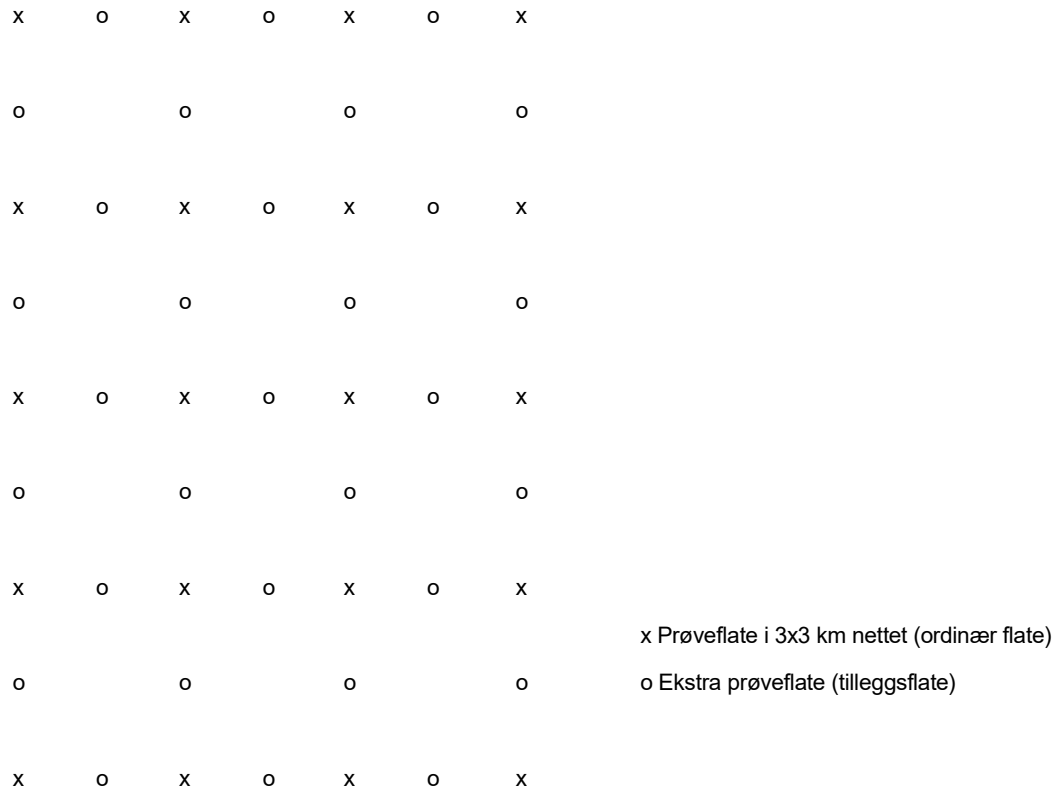 x o x o x o x
o o o o
x o x o x o x
o o o o
x o x o x o x
o o o o
x o x o x o x
x Prøveflate i 3x3 km nettet (ordinær flate)
o o o o o Ekstra prøveflate (tilleggsflate)
x o x o x o x